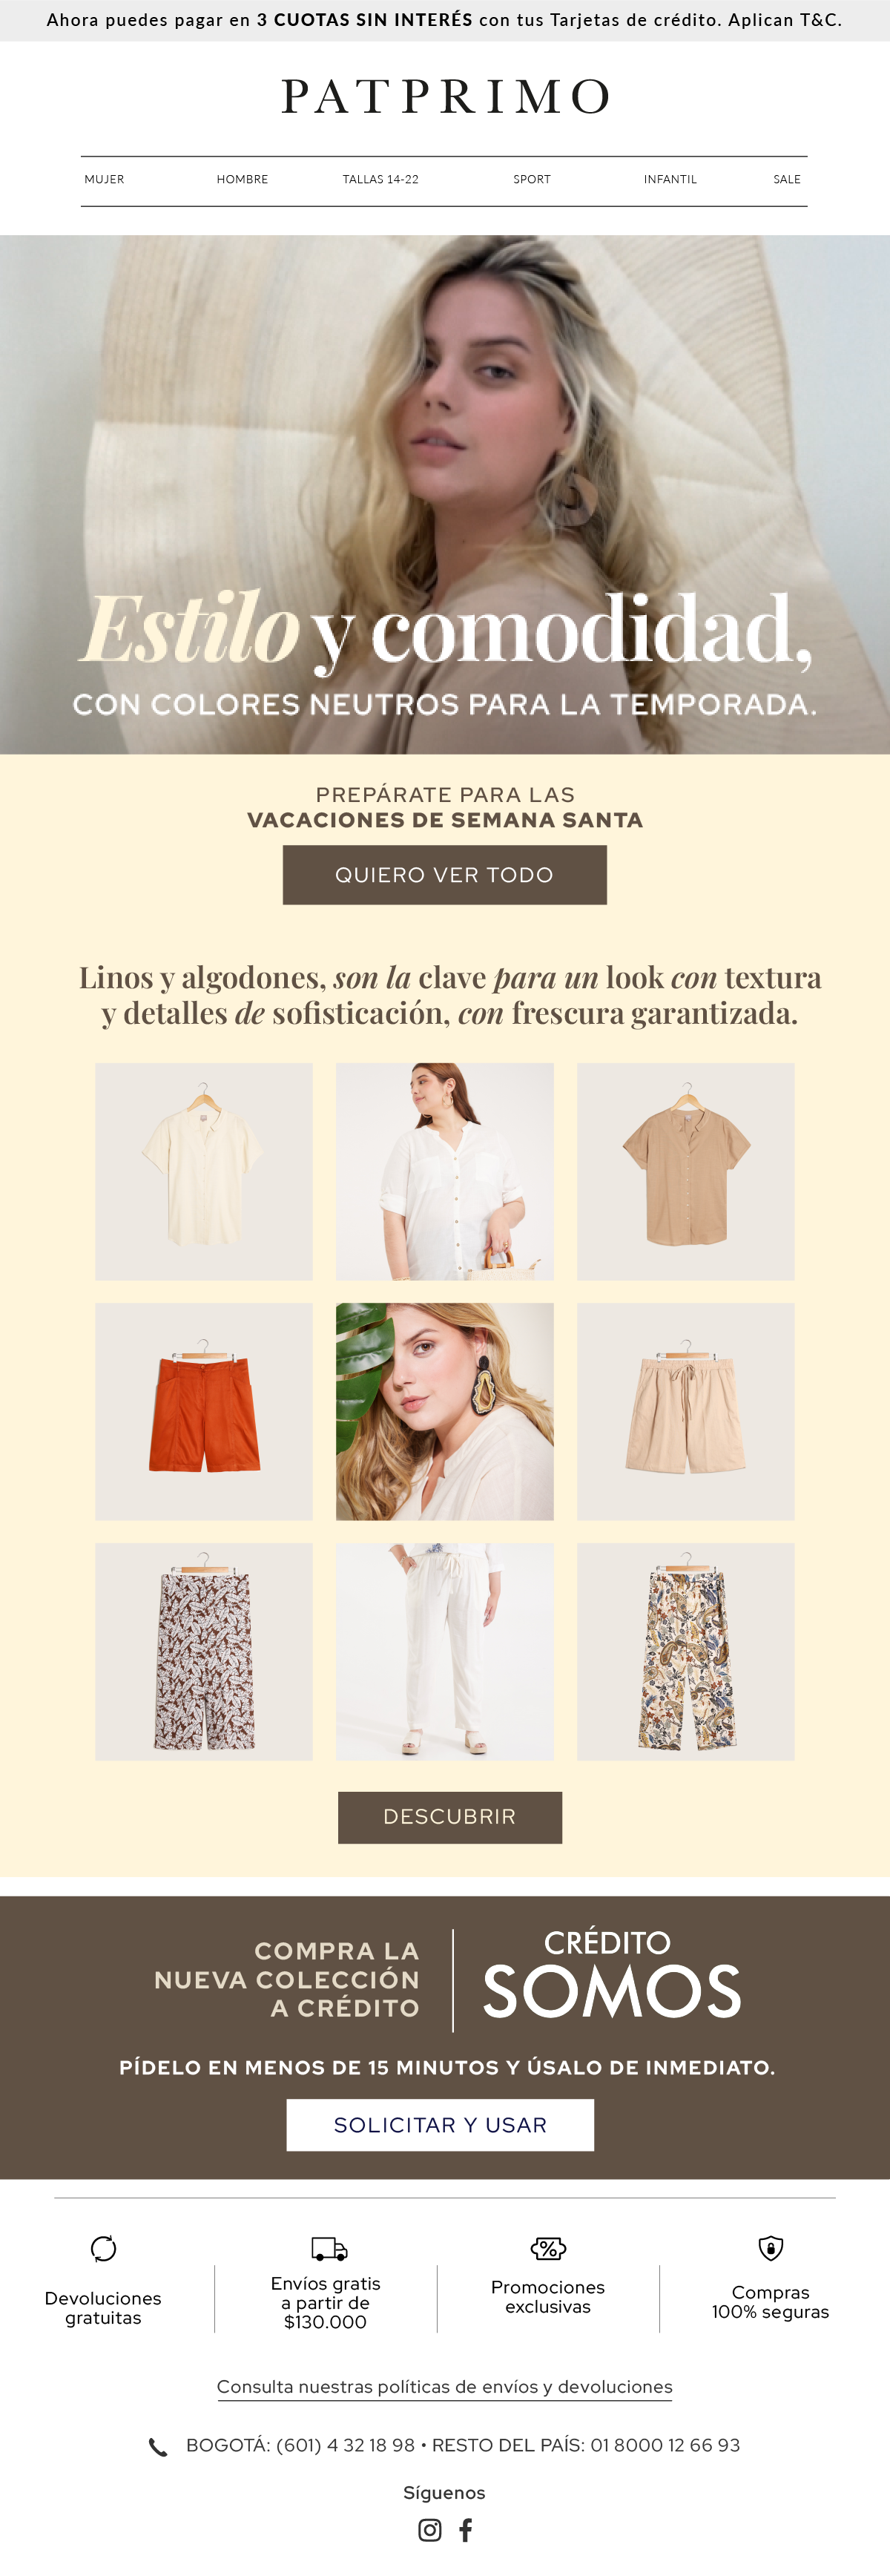 Ahora puedes pagar en 3 CUOTAS SIN INTERÉS con tus Tarjetas de crédito. Aplican T&C.
PATPRIMO
MUJER HOMBRE TALLAS 14-22 SPORT INFANTIL SALE
Estilo y comodidad,
CON COLORES NEUTROS PARA LA TEMPORADA.
PREPÁRATE PARA LAS
VACACIONES DE SEMANA SANTA
QUIERO VER TODO
Linos y algodones, son la clave para un look con textura
y detalles de sofisticación, con frescura garantizada.
DESCUBRIR
COMPRA LA
NUEVA COLECCIÓN
A CRÉDITO
CRÉDITO
SOMOS
PÍDELO EN MENOS DE 15 MINUTOS Y ÚSALO DE INMEDIATO.
SOLICITAR Y USAR
Devoluciones
gratuitas
Envíos gratis
a partir de
$130.000
Promociones
exclusivas
Compras
100% seguras
Consulta nuestras políticas de envíos y devoluciones
BOGOTÁ: (601) 4 32 18 98 • RESTO DEL PAÍS: 01 8000 12 66 93
Síguenos